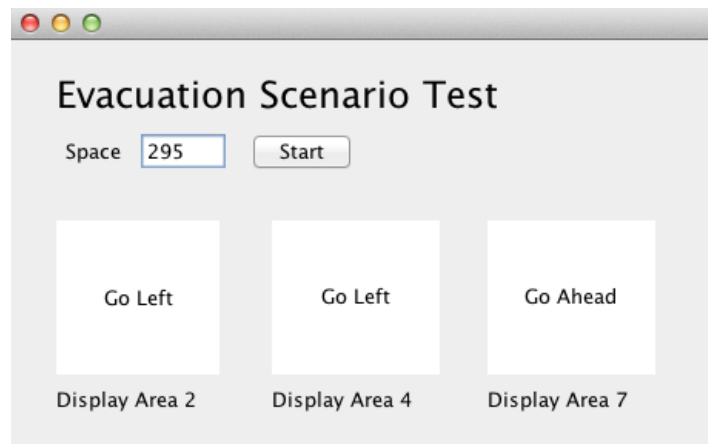 Evacuation Scenario Test
Space 295 Start
Go Left Go Left Go Ahead
Display Area 2 Display Area 4 Display Area 7